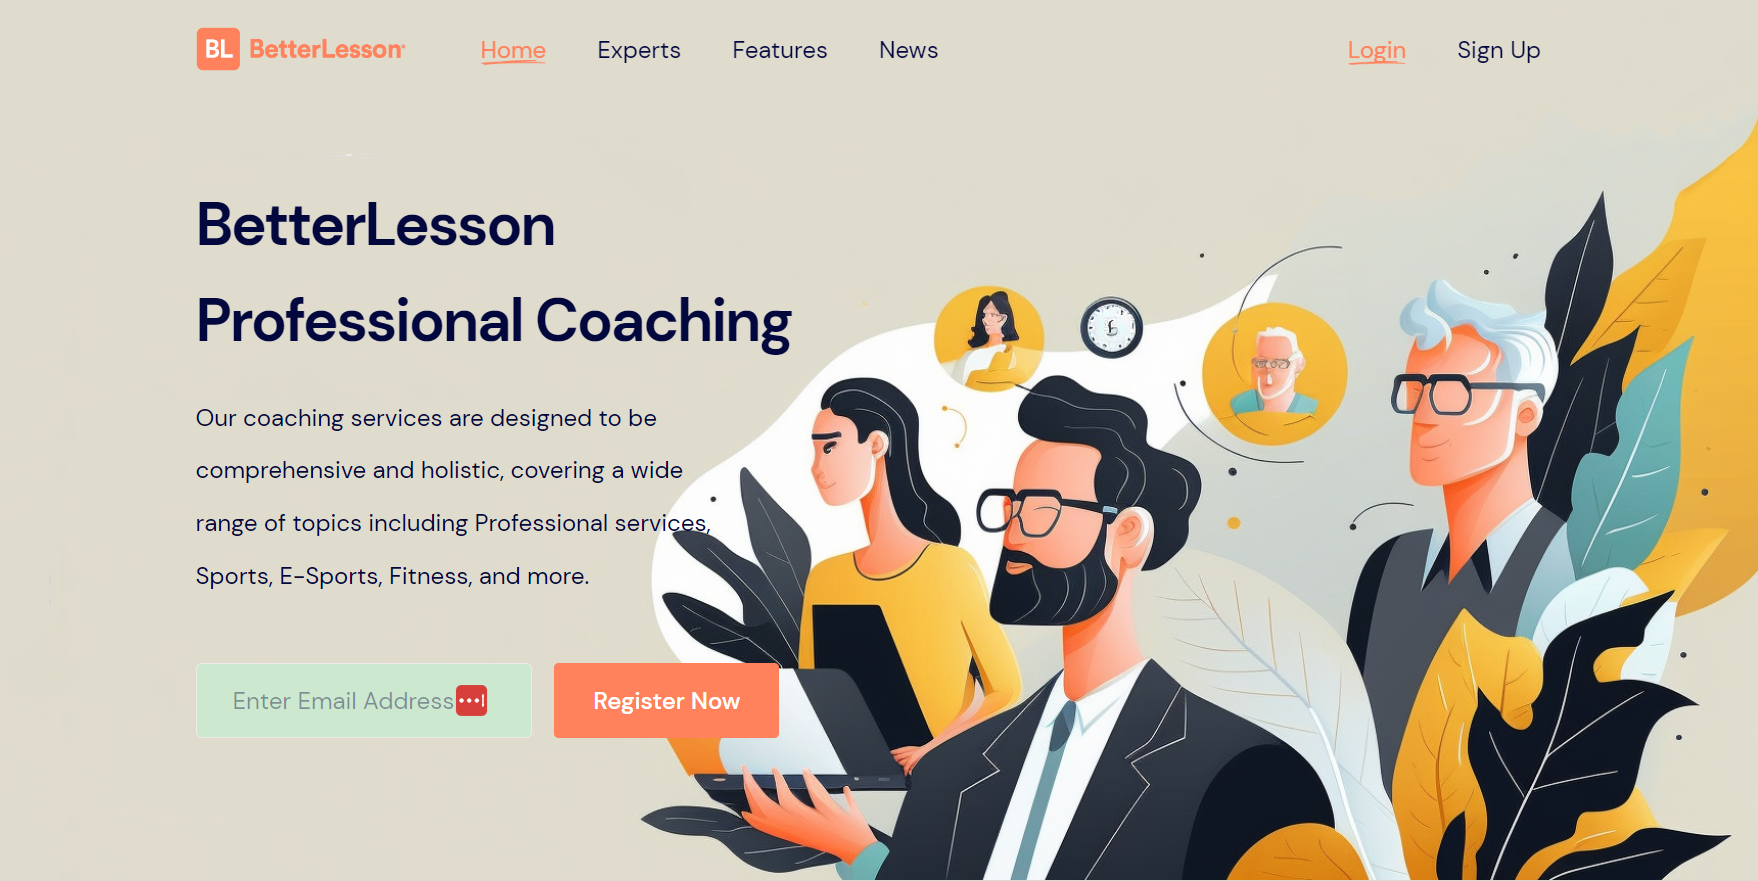 BL BetterLesson
Home Experts Features News Login Sign Up
BetterLesson
Professional Coaching
Our coaching services are designed to be
comprehensive and holistic, covering a wide
range of topics including Professional services,
Sports, E-Sports, Fitness, and more.
Enter Email Address
Register Now